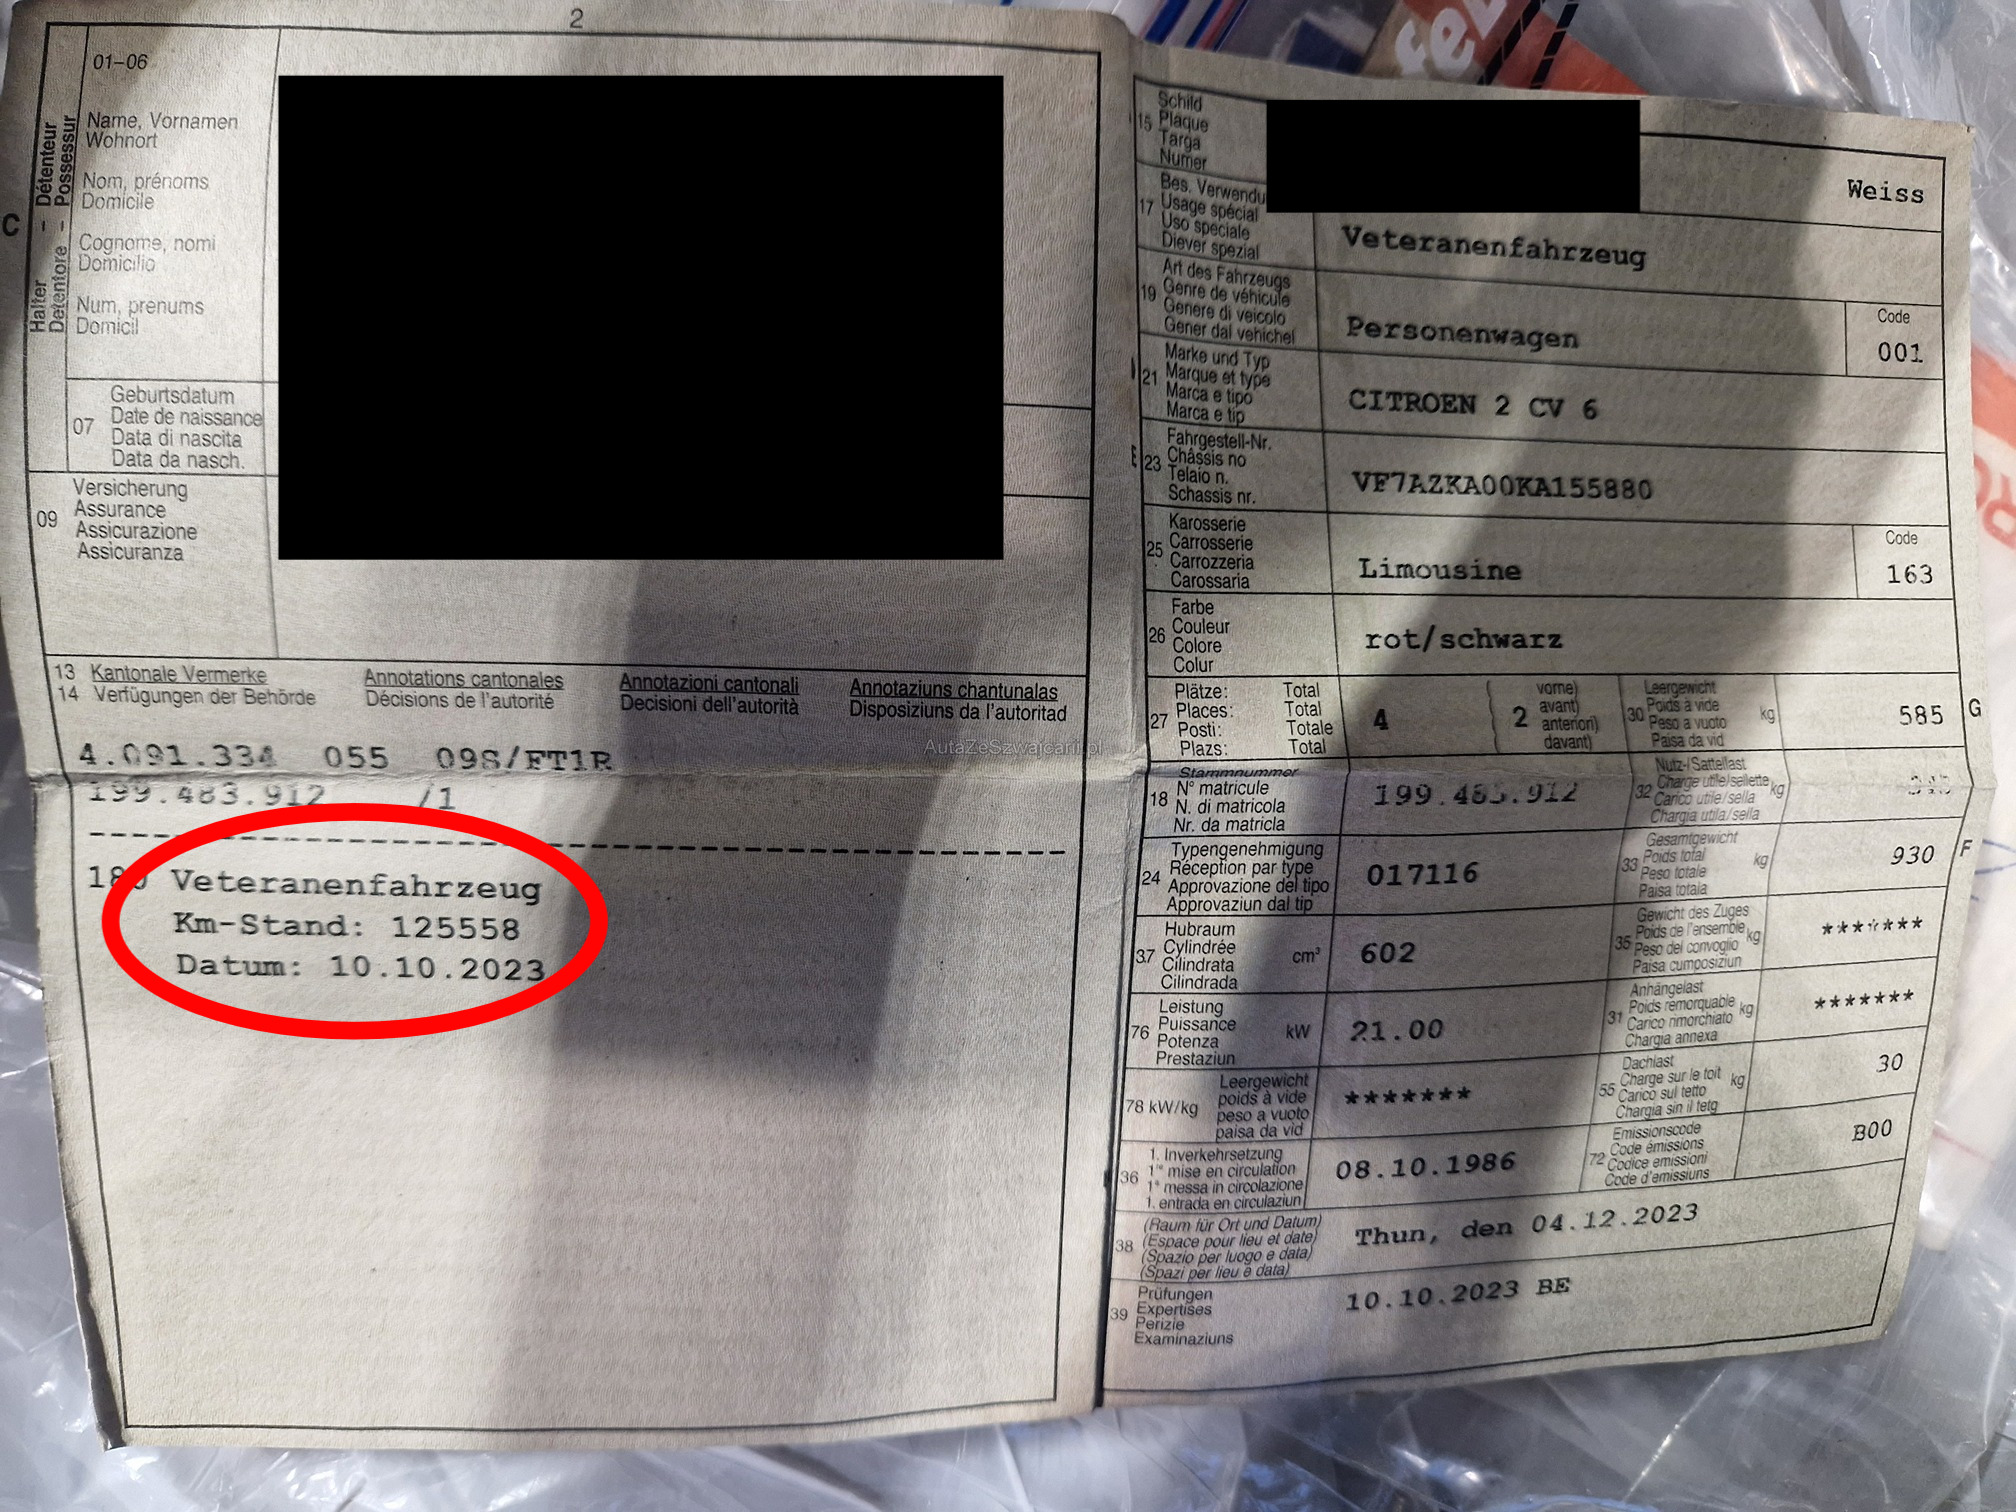 2
01-06
C
Halter - Détenteur
Detentore - Possessur
Name, Vornamen
Wohnort
Nom, prénoms
Domicile
Cognome, nomi
Domicilio
Num, prenums
Domicil
07
Geburtsdatum
Date de naissance
Data di nascita
Data da nasch.
09
Versicherung
Assurance
Assicurazione
Assicuranza
13 Kantonale Vermerke Annotations cantonales Annotazioni cantonali Annotaziuns chantunalas
14 Verfügungen der Behörde Décisions de l'autorité Decisioni dell'autorità Disposiziuns da l'autoritad
4.091.334 055 09S/FT1R
199.483.912 /1
180 Veteranenfahrzeug
Km-Stand: 125558
Datum: 10.10.2023
AutaZeSzwajcarii.pl
15
Schild
Plaque
Targa
Numer
Weiss
17
Bes. Verwendu
Usage spécial
Uso speciale
Diever spezial
Veteranenfahrzeug
19
Art des Fahrzeugs
Genre de véhicule
Genere di veicolo
Gener dal vehichel
Personenwagen
Code
001
21
Marke und Typ
Marque et type
Marca e tipo
Marca e tip
CITROEN 2 CV 6
E
23
Fahrgestell-Nr.
Châssis no
Telaio n.
Schassis nr.
VF7AZKA00KA155880
25
Karosserie
Carrosserie
Carrozzeria
Carossaria
Limousine
Code
163
26
Farbe
Couleur
Colore
Colur
rot/schwarz
27
Plätze: Total
Places: Total
Posti: Totale
Plazs: Total
4
2
vorne)
avant)
anteriori)
davant)
30
Leergewicht
Poids à vide
Peso a vuoto
Paisa da vid
kg
585
G
18
Stammnummer
N° matricule
N. di matricola
Nr. da matricla
199.483.912
32
Nutz-/Sattellast
Charge utile/sellette
Carico utile/sella
Chargia utila/sella
kg
345
24
Typengenehmigung
Réception par type
Approvazione del tipo
Approvaziun dal tip
017116
33
Gesamtgewicht
Poids total
Peso totale
Paisa totala
kg
930
F
37
Hubraum
Cylindrée
Cilindrata
Cilindrada
cm³
602
35
Gewicht des Zuges
Poids de l'ensemble
Peso del convoglio
Paisa cumposiziun
kg
*******
76
Leistung
Puissance
Potenza
Prestaziun
kW
21.00
31
Anhängelast
Poids remorquable
Carico rimorchiato
Chargia annexa
kg
*******
78 kW/kg
Leergewicht
poids à vide
peso a vuoto
paisa da vid
*******
55
Dachlast
Charge sur le toit
Carico sul tetto
Chargia sin il tetg
kg
30
36
1. Inverkehrsetzung
1re mise en circulation
1a messa in circolazione
1. entrada en circulaziun
08.10.1986
72
Emissionscode
Code émissions
Codice emissioni
Code d'emissiuns
B00
38
(Raum für Ort und Datum)
(Espace pour lieu et date)
(Spazio per luogo e data)
(Spazi per lieu e data)
Thun, den 04.12.2023
39
Prüfungen
Expertises
Perizie
Examinaziuns
10.10.2023 BE